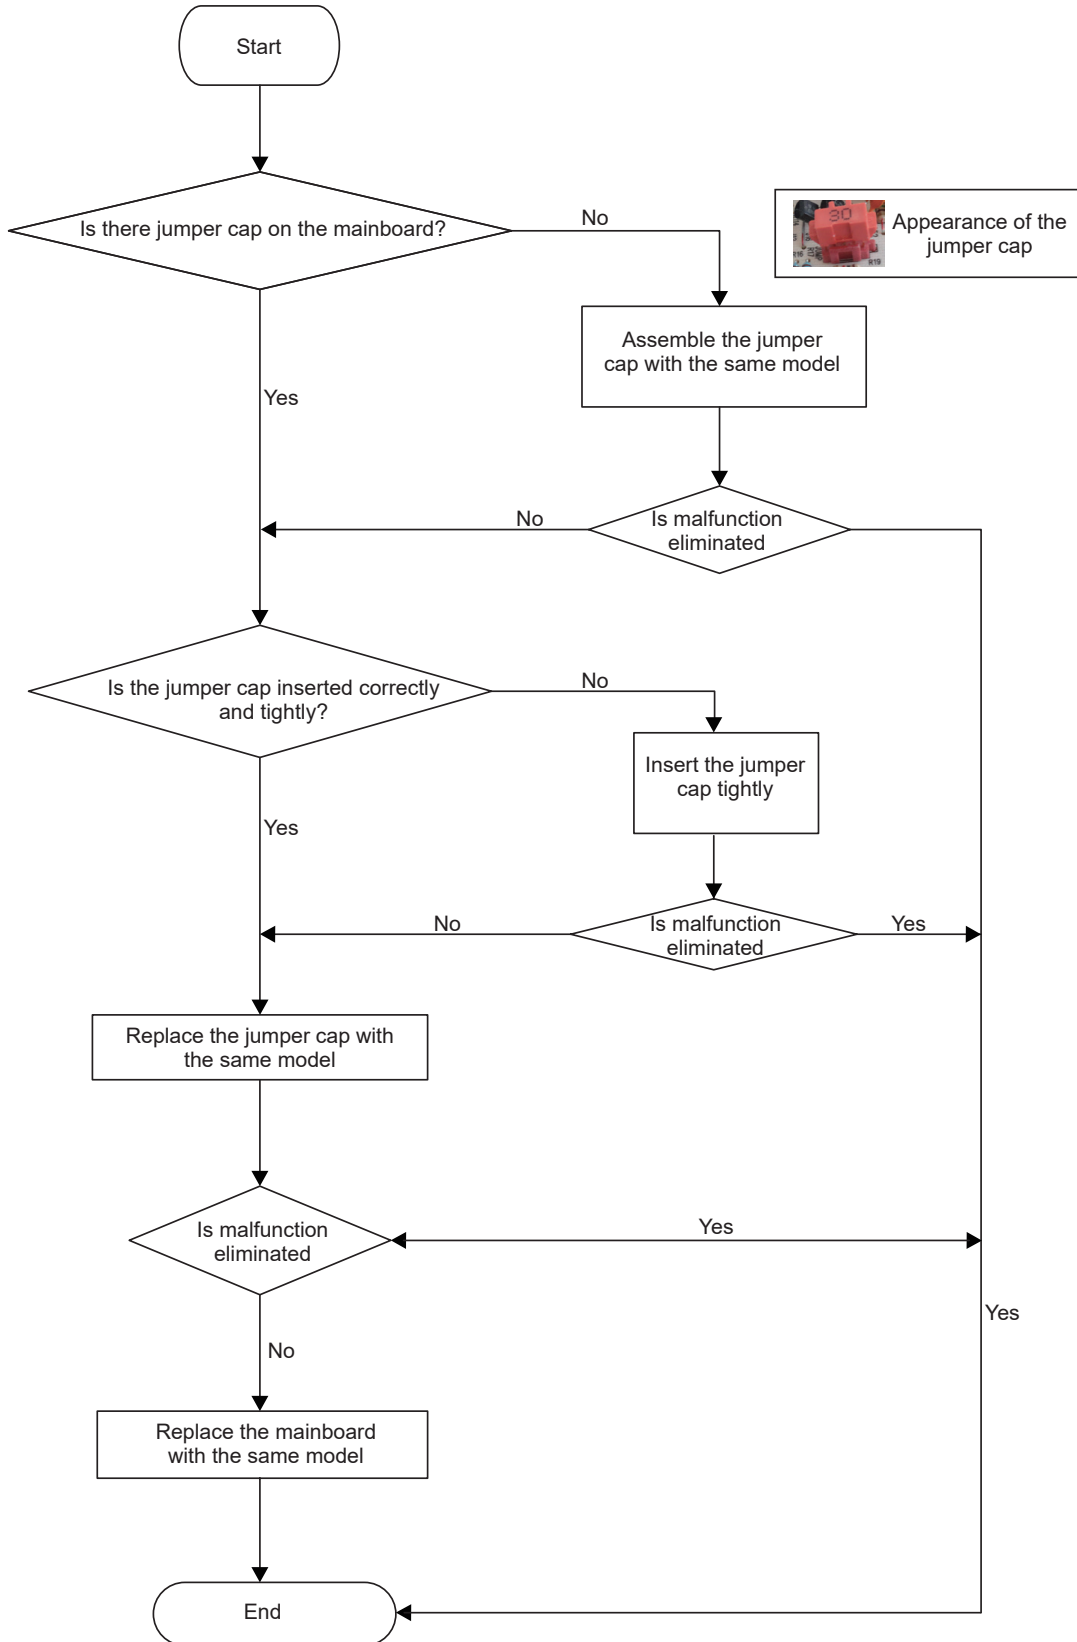 Start
Is there jumper cap on the mainboard?
No
30
Appearance of the
jumper cap
Assemble the jumper
cap with the same model
Yes
No
Is malfunction
eliminated
Is the jumper cap inserted correctly
and tightly?
No
Insert the jumper
cap tightly
Yes
No
Is malfunction
eliminated
Yes
Replace the jumper cap with
the same model
Is malfunction
eliminated
Yes
Yes
No
Replace the mainboard
with the same model
End